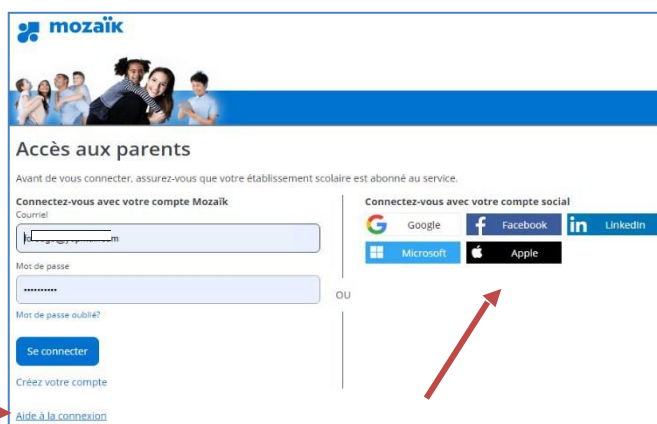 mozaïk
Accès aux parents
Avant de vous connecter, assurez-vous que votre établissement scolaire est abonné au service.
Connectez-vous avec votre compte Mozaïk
Courriel
Mot de passe
••••••••••
Mot de passe oublié?
Se connecter
Créez votre compte
Aide à la connexion
OU
Connectez-vous avec votre compte social
Google
Facebook
LinkedIn
Microsoft
Apple